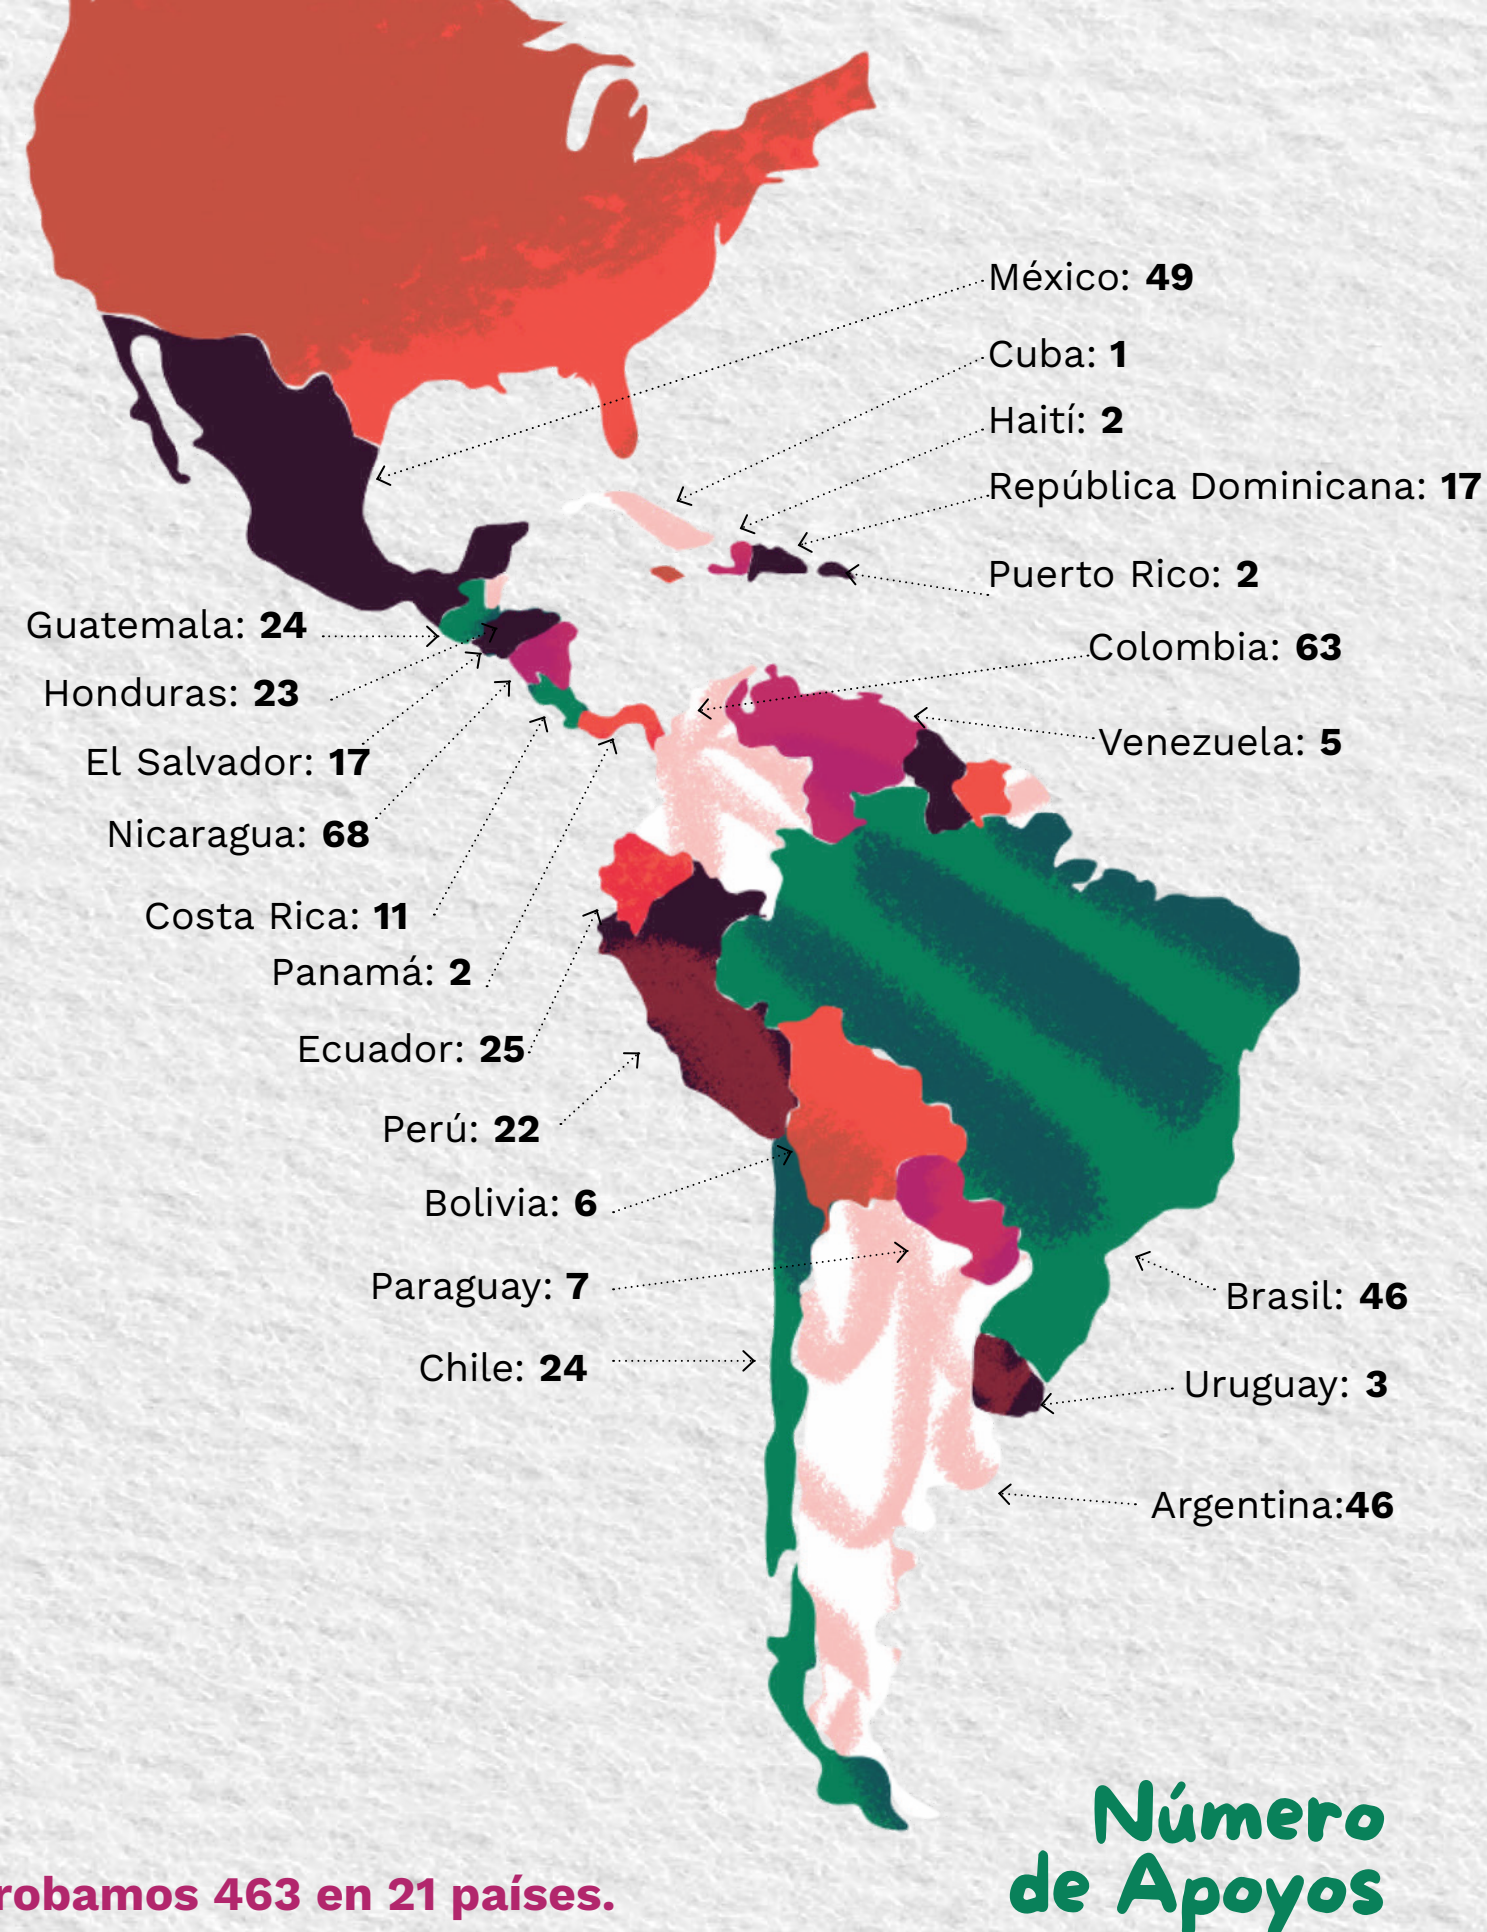 México: 49
Cuba: 1
Haití: 2
República Dominicana: 17
Puerto Rico: 2
Guatemala: 24
Colombia: 63
Honduras: 23
Venezuela: 5
El Salvador: 17
Nicaragua: 68
Costa Rica: 11
Panamá: 2
Ecuador: 25
Perú: 22
Bolivia: 6
Paraguay: 7
Brasil: 46
Chile: 24
Uruguay: 3
Argentina:46
Número
de Apoyos
robamos 463 en 21 países.